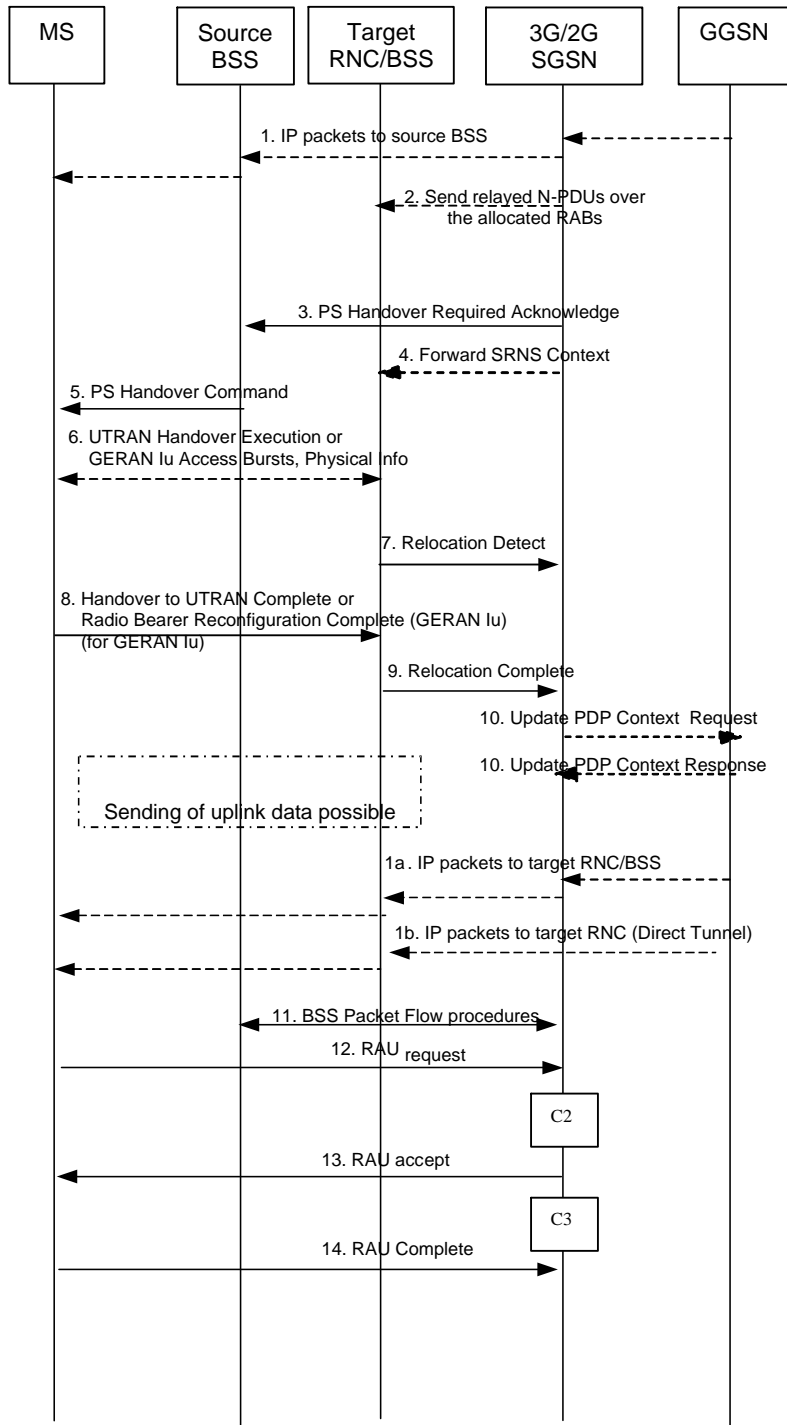 MS
Source
BSS
Target
RNC/BSS
3G/2G
SGSN
GGSN
1. IP packets to source BSS
2. Send relayed N-PDUs over
the allocated RABs
3. PS Handover Required Acknowledge
4. Forward SRNS Context
5. PS Handover Command
6. UTRAN Handover Execution or
GERAN Iu Access Bursts, Physical Info
7. Relocation Detect
8. Handover to UTRAN Complete or
Radio Bearer Reconfiguration Complete (GERAN Iu)
(for GERAN Iu)
9. Relocation Complete
10. Update PDP Context Request
10. Update PDP Context Response
Sending of uplink data possible
1a. IP packets to target RNC/BSS
1b. IP packets to target RNC (Direct Tunnel)
11. BSS Packet Flow procedures
12. RAU request
C2
13. RAU accept
C3
14. RAU Complete